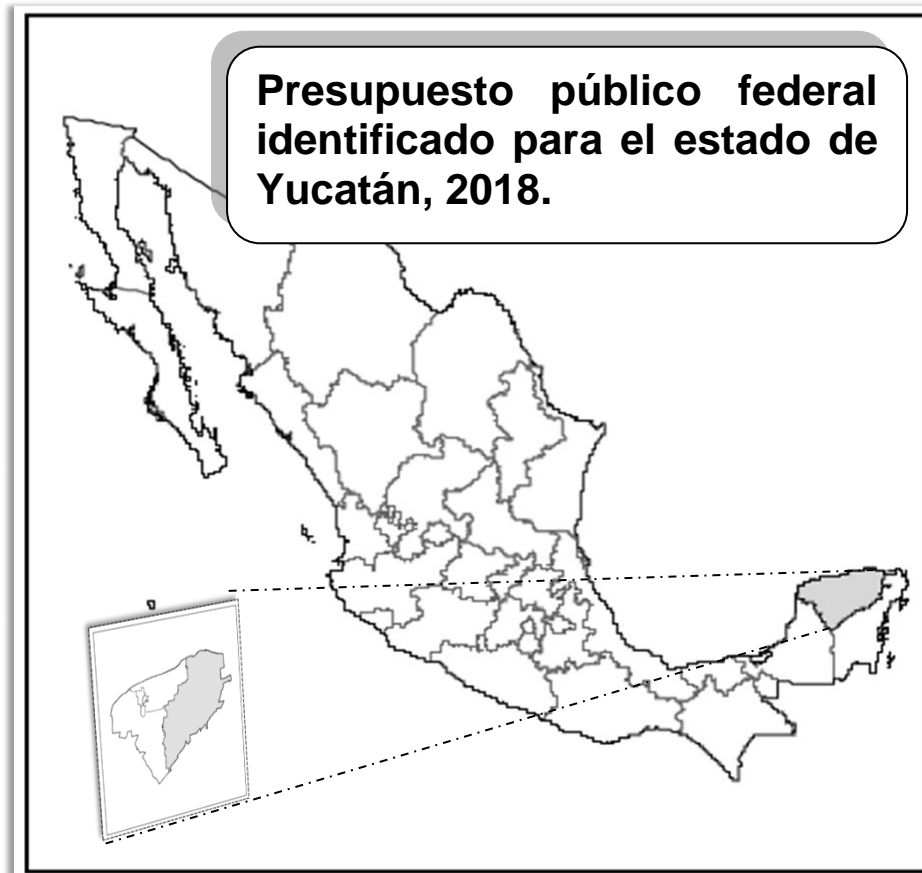 Presupuesto público federal
identificado para el estado de
Yucatán, 2018.